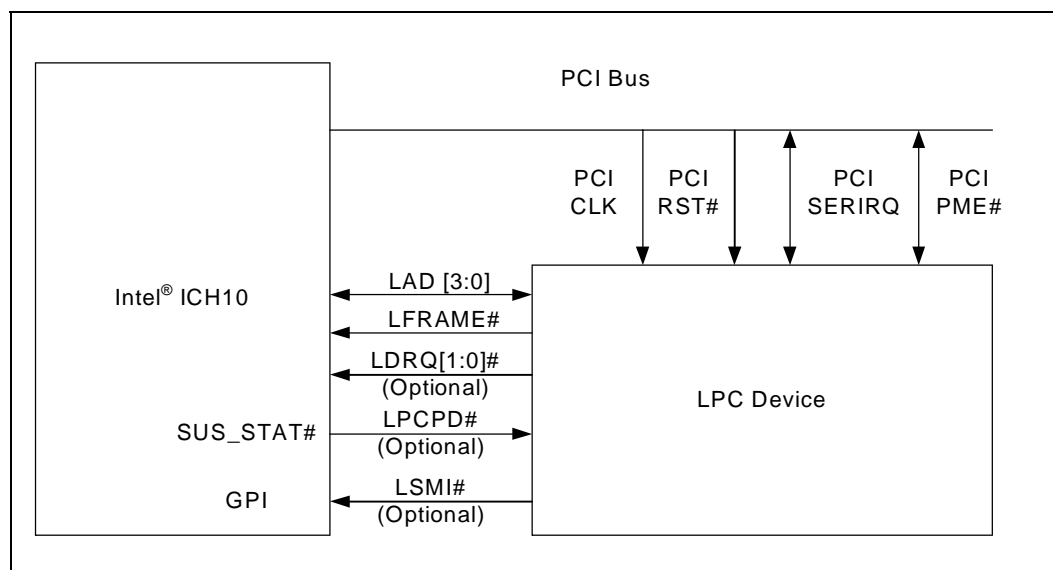 PCI Bus
PCI
CLK
PCI
RST#
PCI
SERIRQ
PCI
PME#
Intel® ICH10
LAD [3:0]
LFRAME#
LDRQ[1:0]#
(Optional)
SUS_STAT#
LPCPD#
(Optional)
GPI
LSMI#
(Optional)
LPC Device